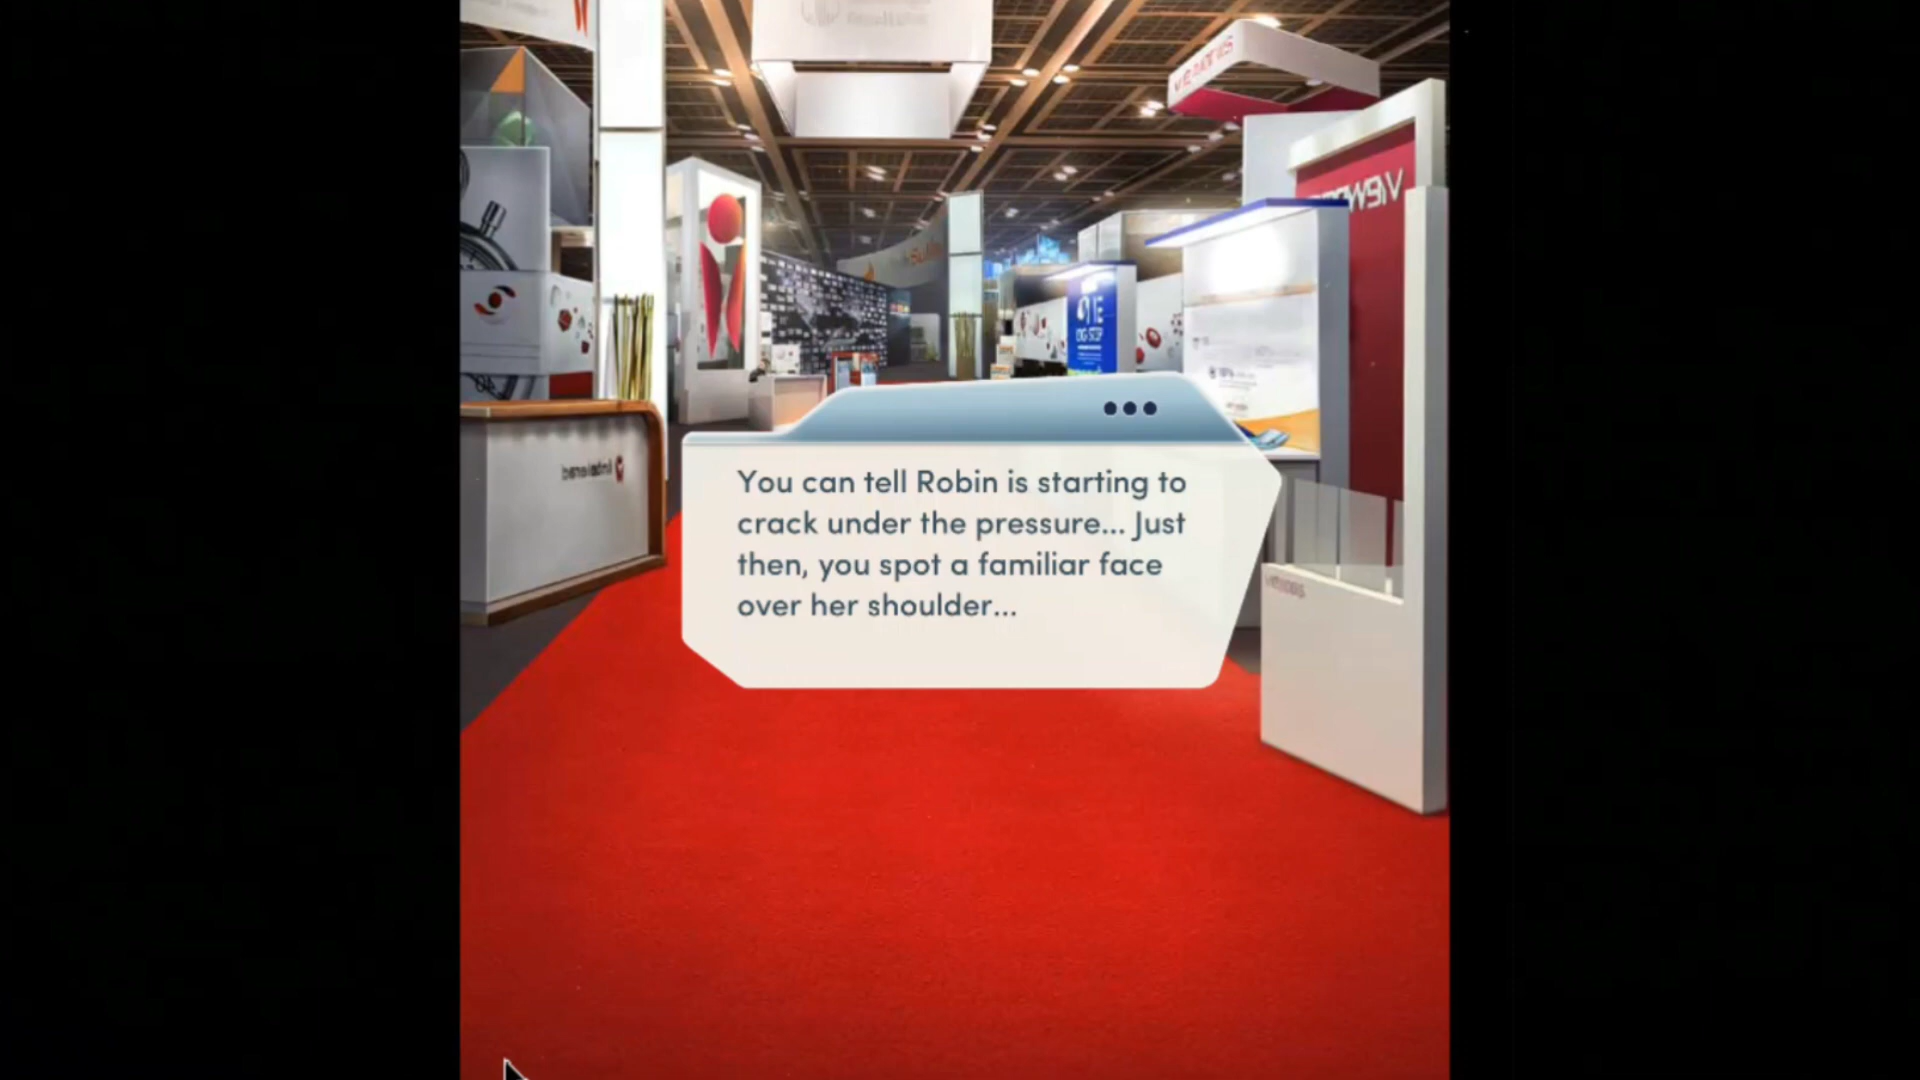 You can tell Robin is starting to
crack under the pressure... Just
then, you spot a familiar face
over her shoulder...